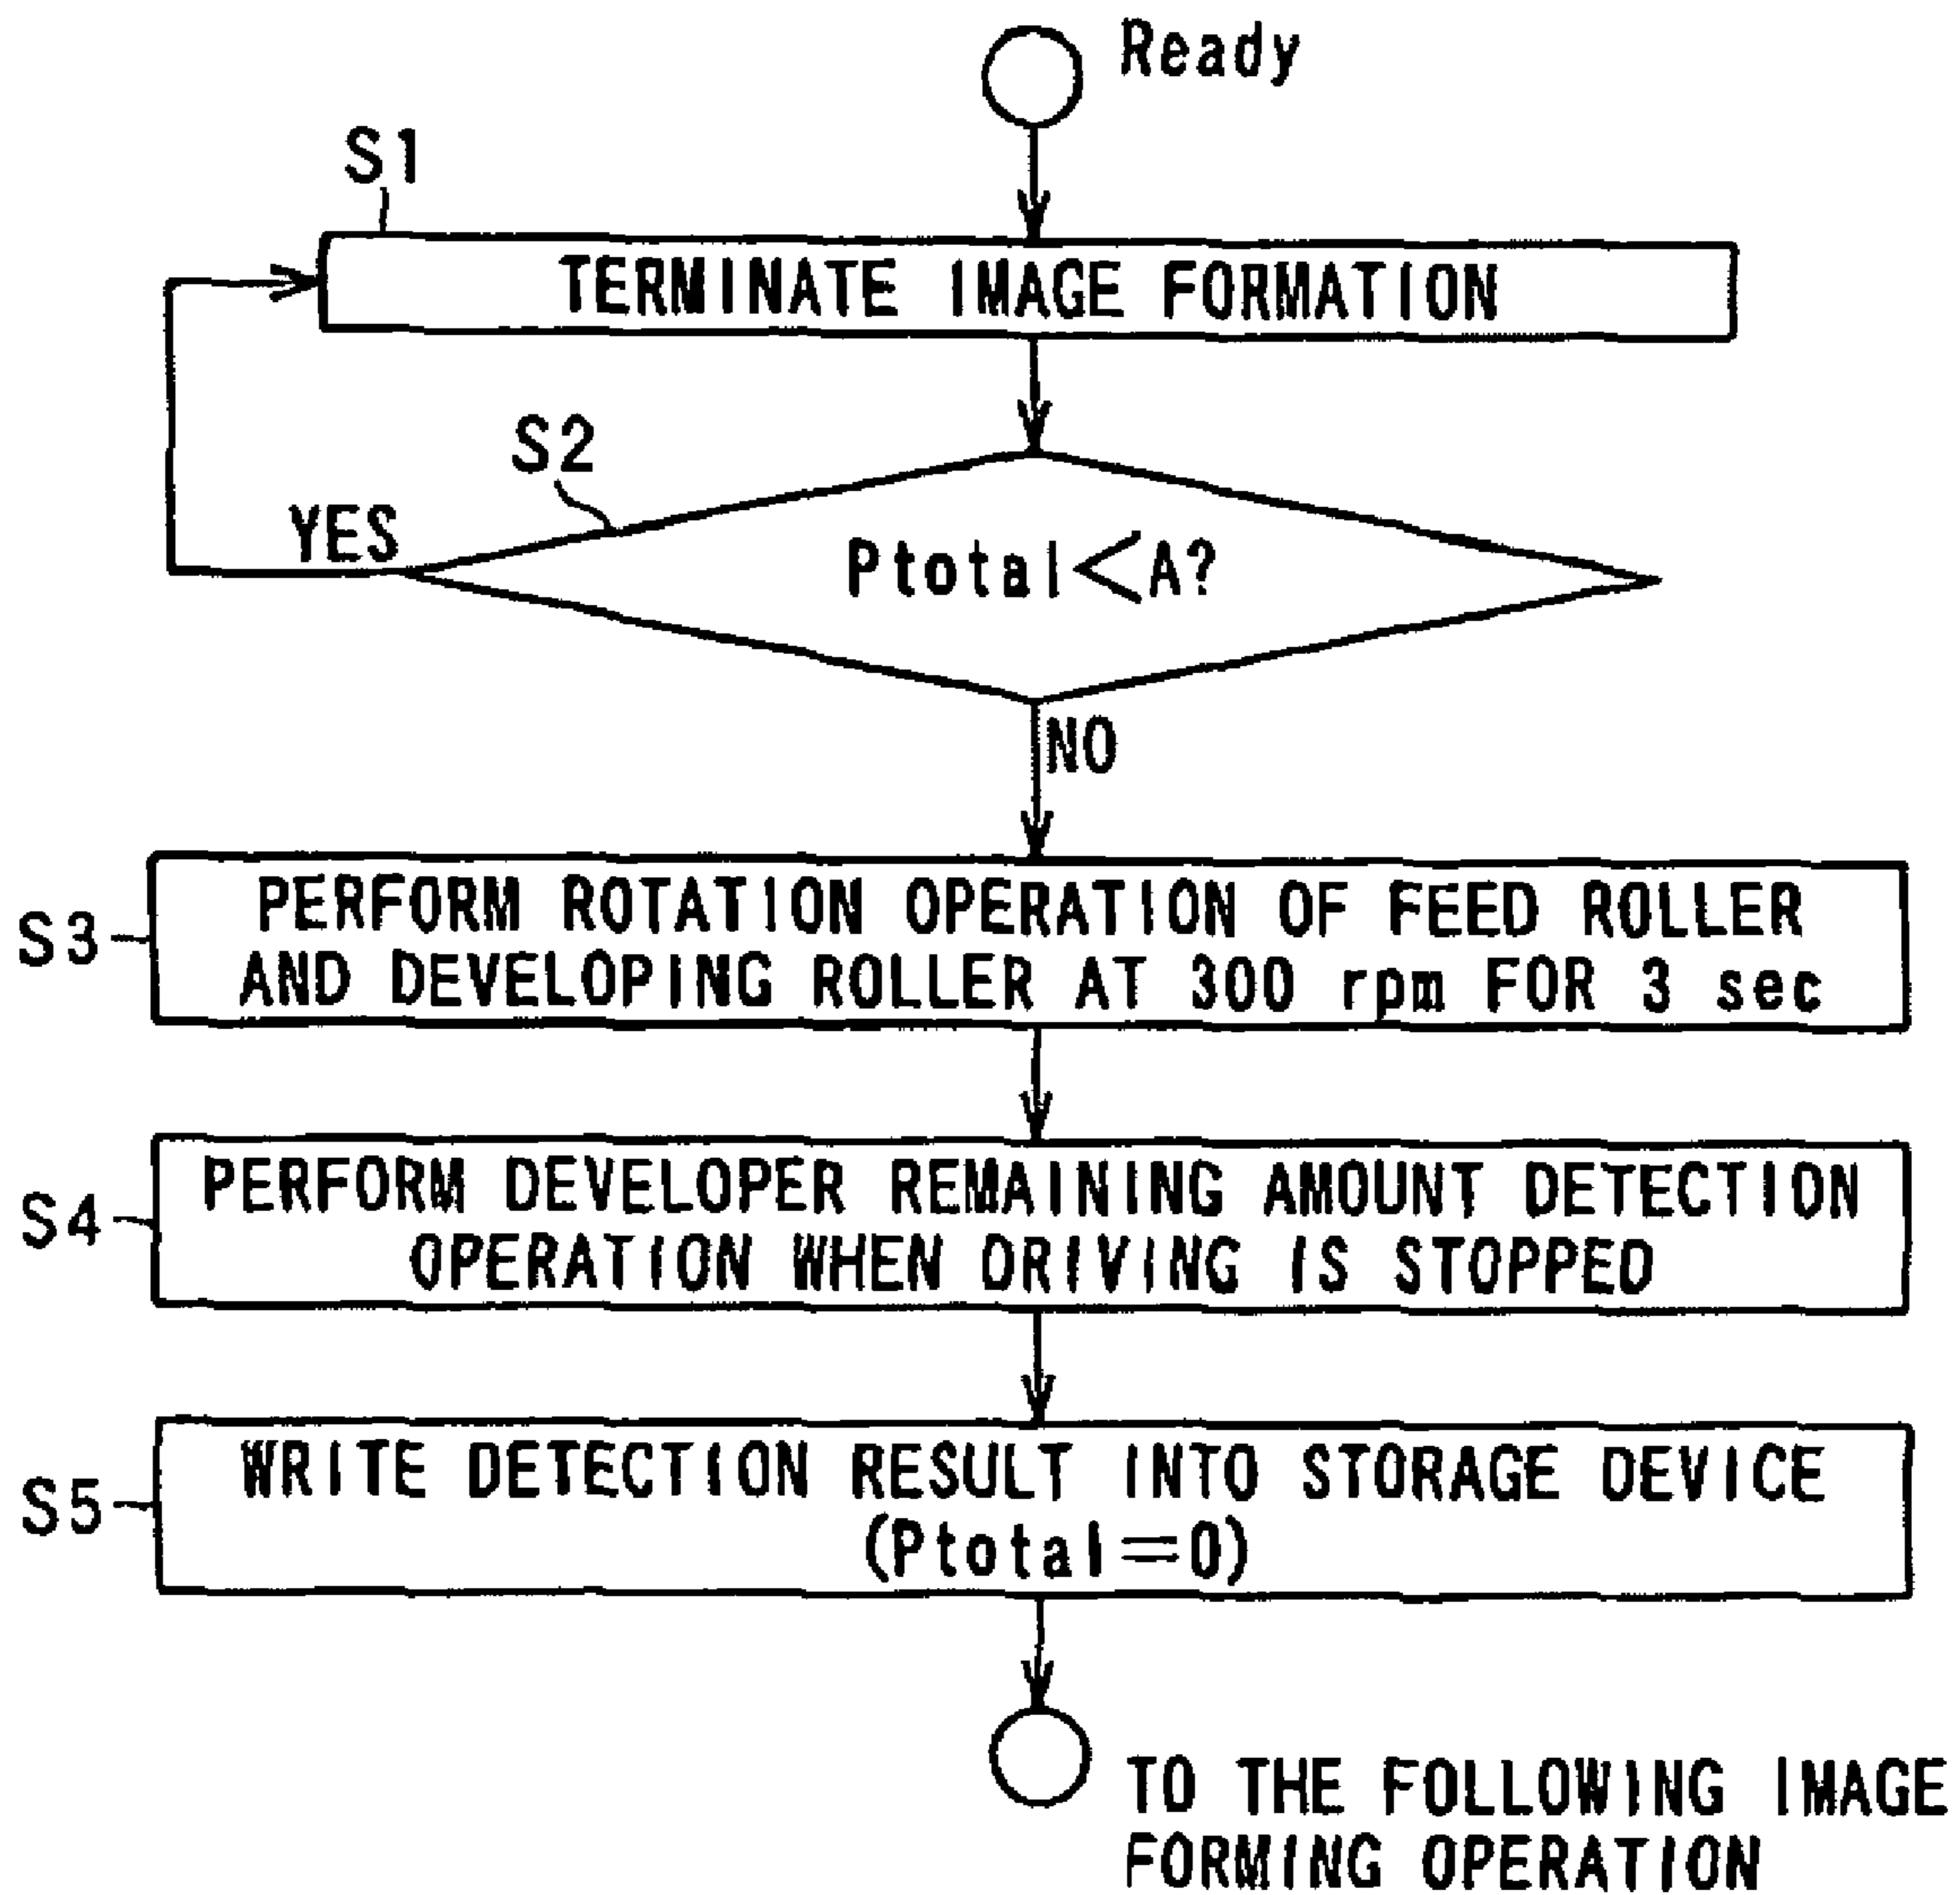 Ready
S1
TERMINATE IMAGE FORMATION
S2
YES
Ptotal<A?
NO
S3
PERFORM ROTATION OPERATION OF FEED ROLLER
AND DEVELOPING ROLLER AT 300 rpm FOR 3 sec
S4
PERFORM DEVELOPER REMAINING AMOUNT DETECTION
OPERATION WHEN DRIVING IS STOPPED
S5
WRITE DETECTION RESULT INTO STORAGE DEVICE
(Ptotal=0)
TO THE FOLLOWING IMAGE
FORMING OPERATION